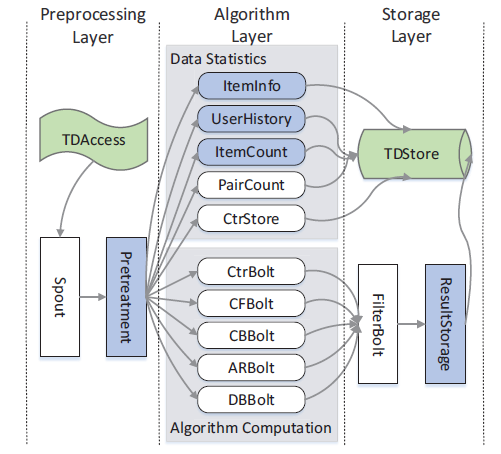 Preprocessing
Layer
Algorithm
Layer
Storage
Layer
Data Statistics
TDAccess
ItemInfo
UserHistory
ItemCount
PairCount
CtrStore
TDStore
Spout
Pretreatment
CtrBolt
CFBolt
CBBolt
ARBolt
DBBolt
FilterBolt
ResultStorage
Algorithm Computation